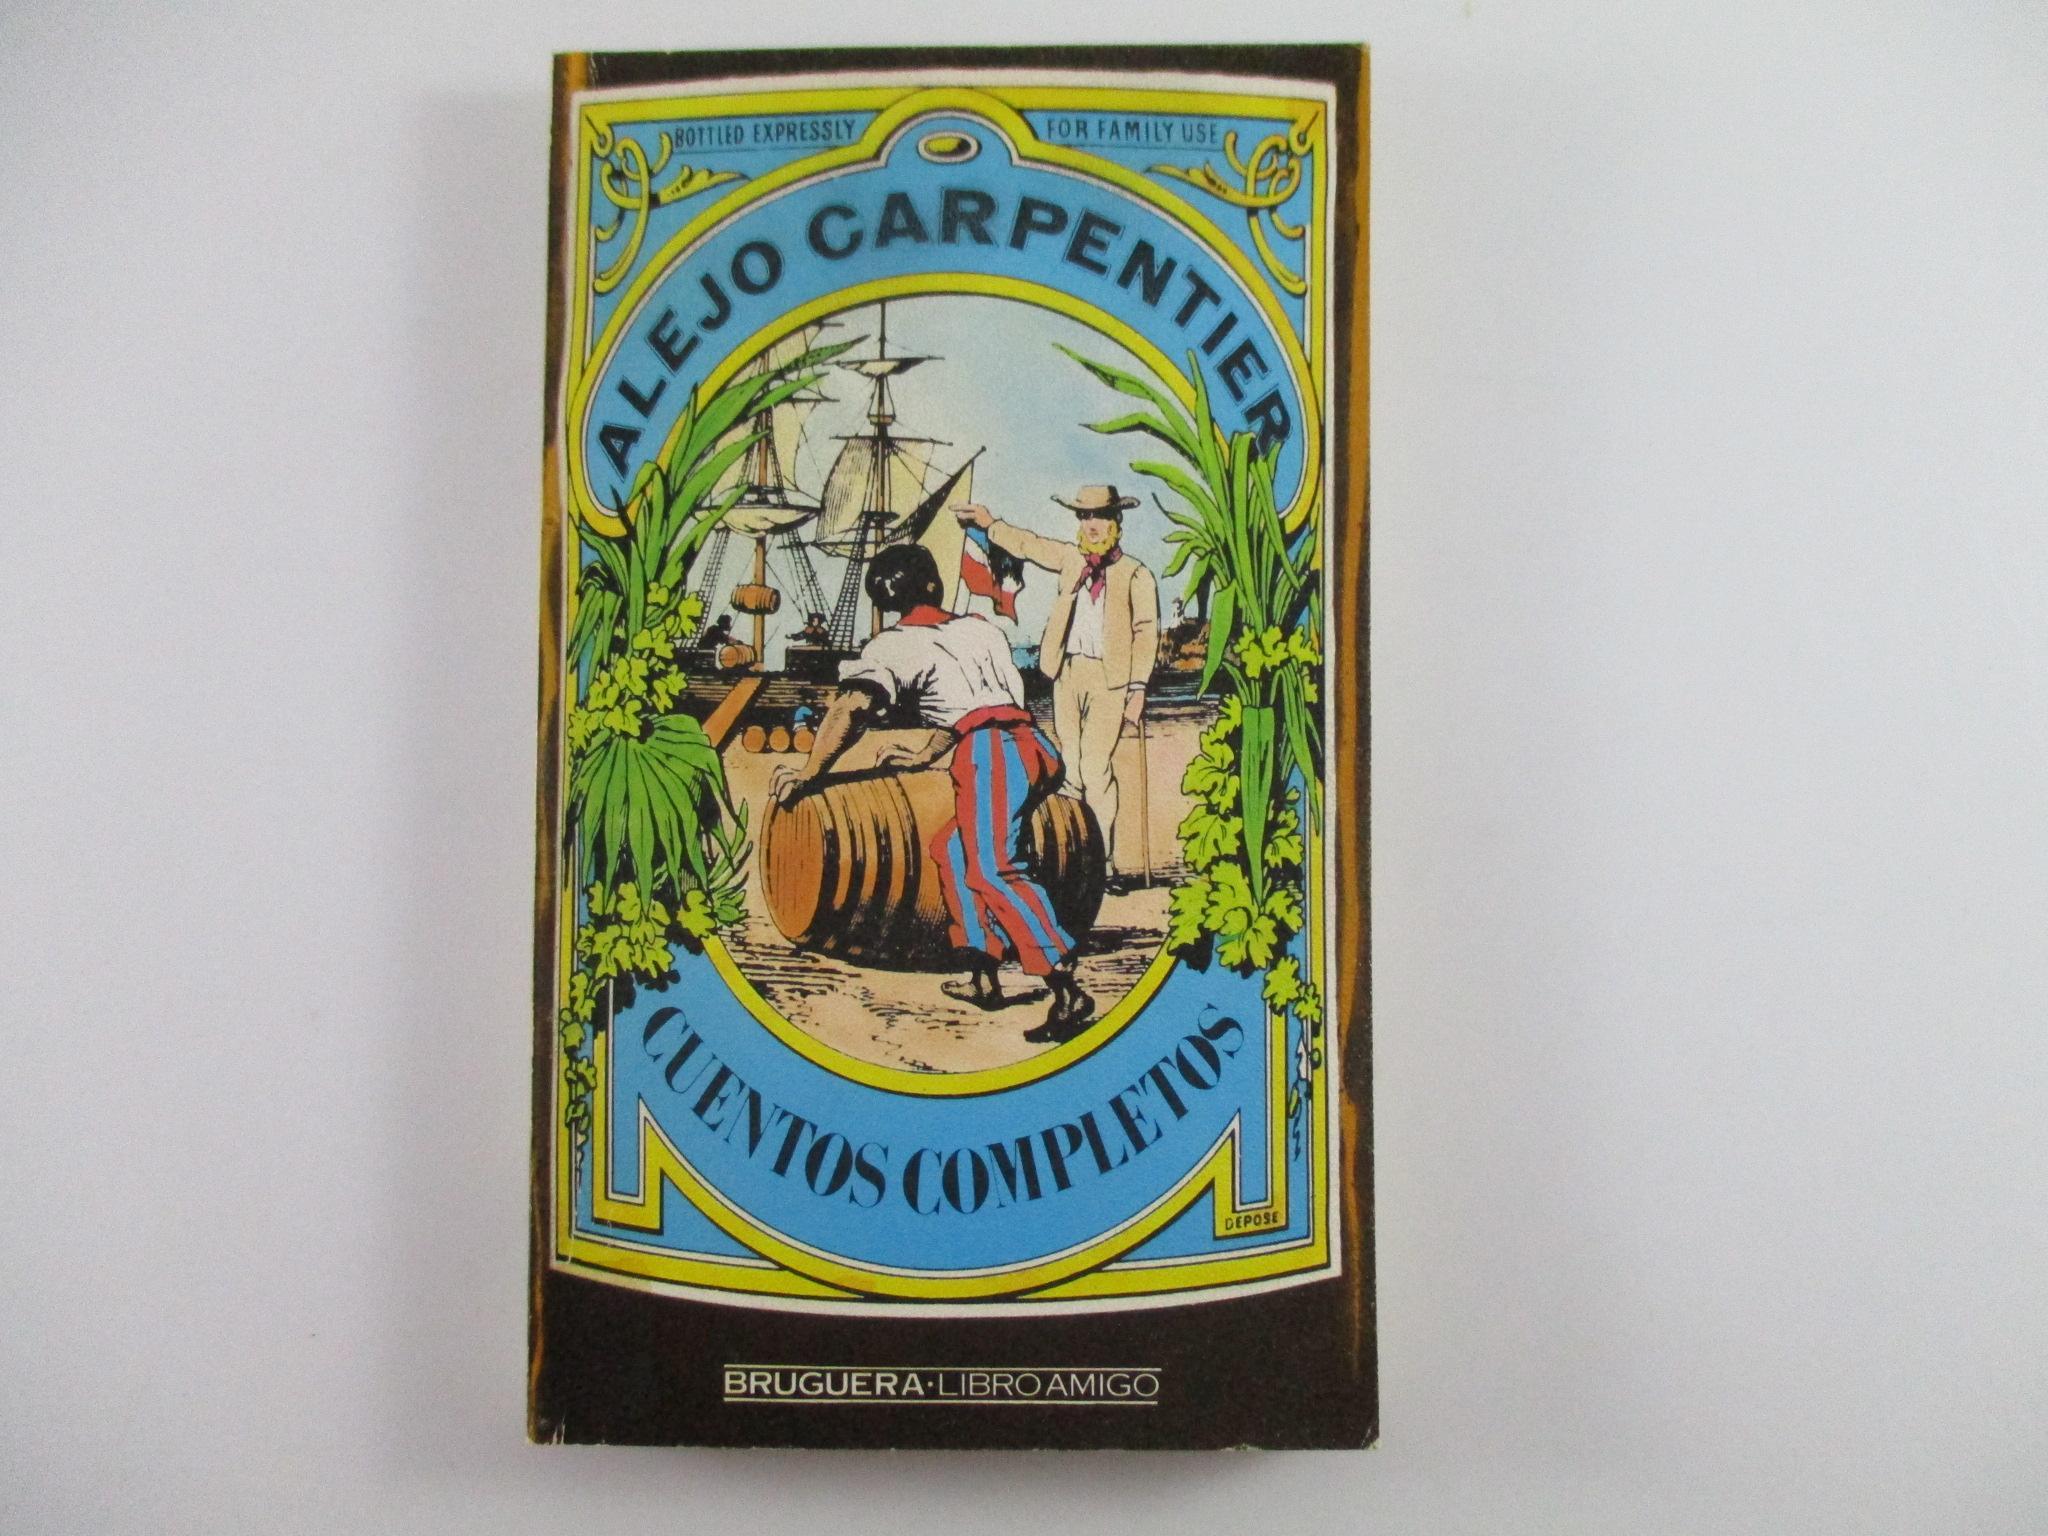 BOTTLED EXPRESSLY FOR FAMILY USE
ALEJO CARPENTIER
CUENTOS COMPLETOS
DEPOSE
BRUGUERA·LIBRO AMIGO